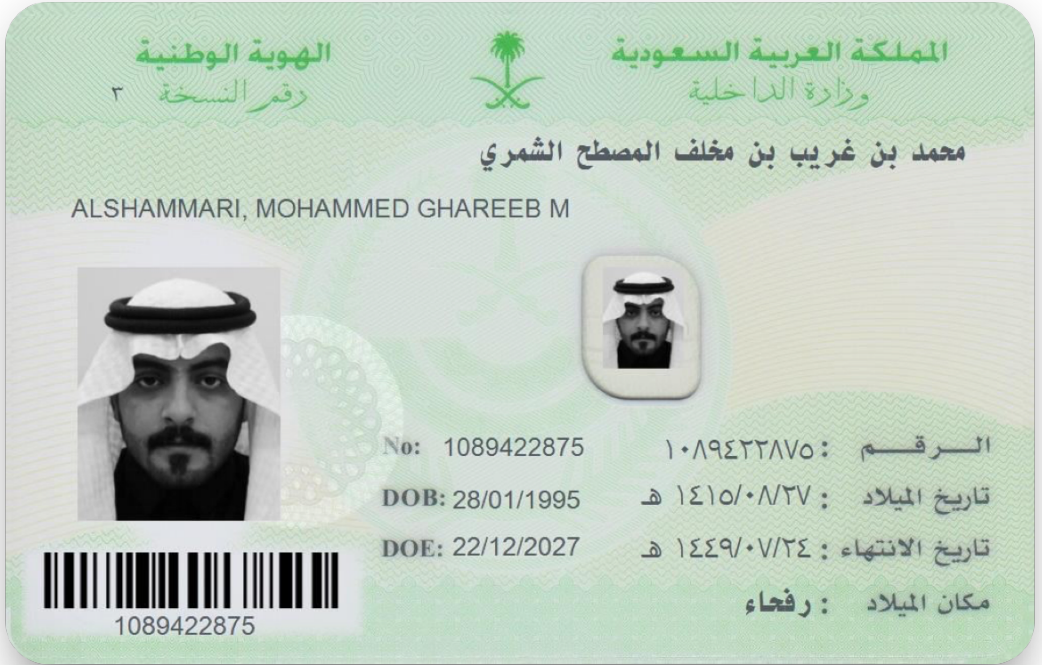 المملكة العربية السعودية
وزارة الداخلية
الهوية الوطنية
رقم النسخة ٣
محمد بن غريب بن مخلف المصطح الشمري
ALSHAMMARI, MOHAMMED GHAREEB M
الرقم : ١٠٨٩٤٢٢٨٧٥
No: 1089422875
تاريخ الميلاد : ١٤١٥/٠٨/٢٧ هـ
DOB: 28/01/1995
تاريخ الانتهاء : ١٤٤٩/٠٧/٢٤ هـ
DOE: 22/12/2027
مكان الميلاد : رفحاء
1089422875